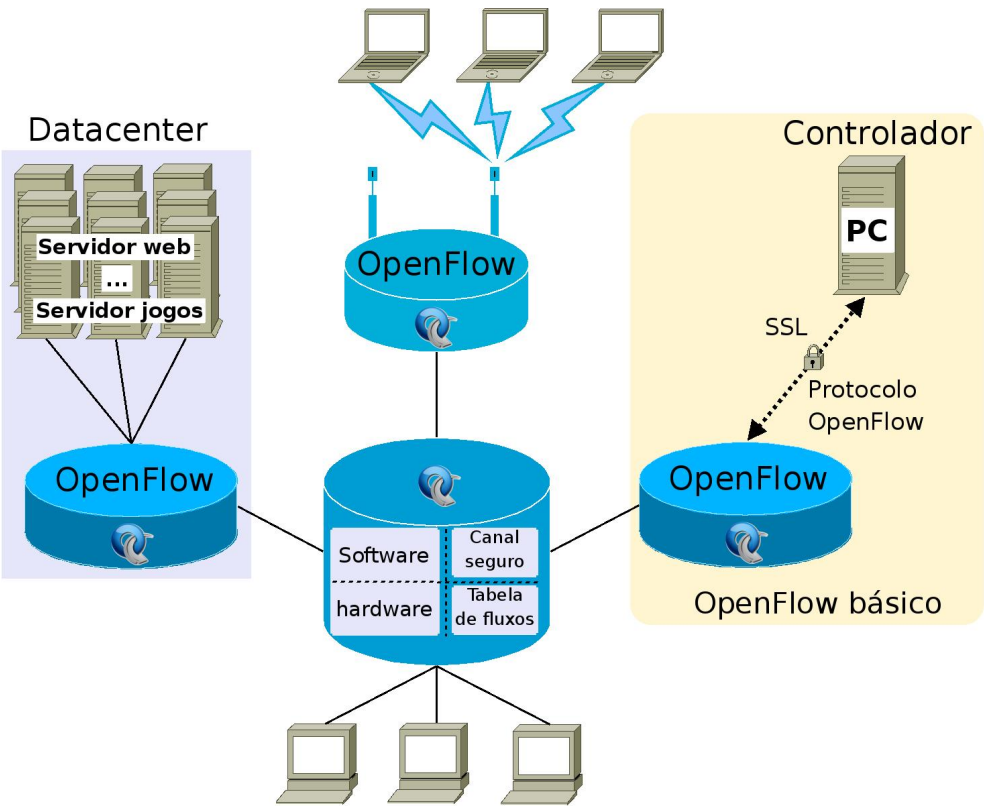 Datacenter
Servidor web
...
Servidor jogos
OpenFlow
OpenFlow
Software
Canal
seguro
hardware
Tabela
de fluxos
Controlador
PC
SSL
Protocolo
OpenFlow
OpenFlow
OpenFlow básico